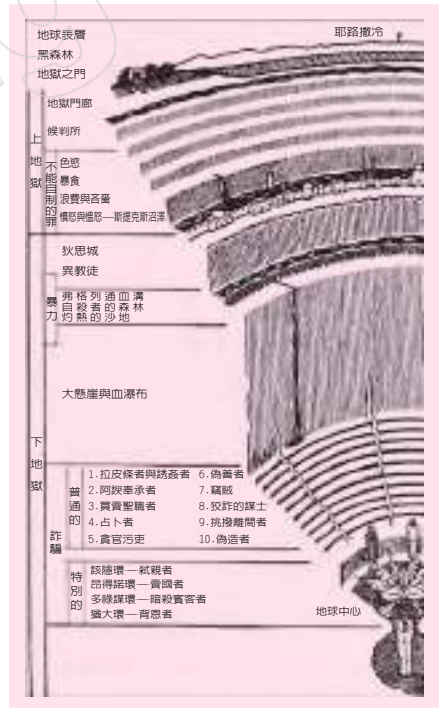 地球表層
耶路撒冷
黑森林
地獄之門
地獄門廊
候判所
上地獄
不能自制的罪
色慾
暴食
浪費與吝嗇
憤怒與慍怒—斯提克斯沼澤
狄思城
異教徒
暴力
弗格列通血溝
自殺者的森林
灼熱的沙地
大懸崖與血瀑布
下地獄
詐騙
普通的
1.拉皮條者與誘姦者
2.阿諛奉承者
3.買賣聖職者
4.占卜者
5.貪官污吏
6.偽善者
7.竊賊
8.狡詐的謀士
9.挑撥離間者
10.偽造者
特別的
該隱環—弒親者
昂得諾環—賣國者
多祿謀環—暗殺賓客者
猶大環—背恩者
地球中心